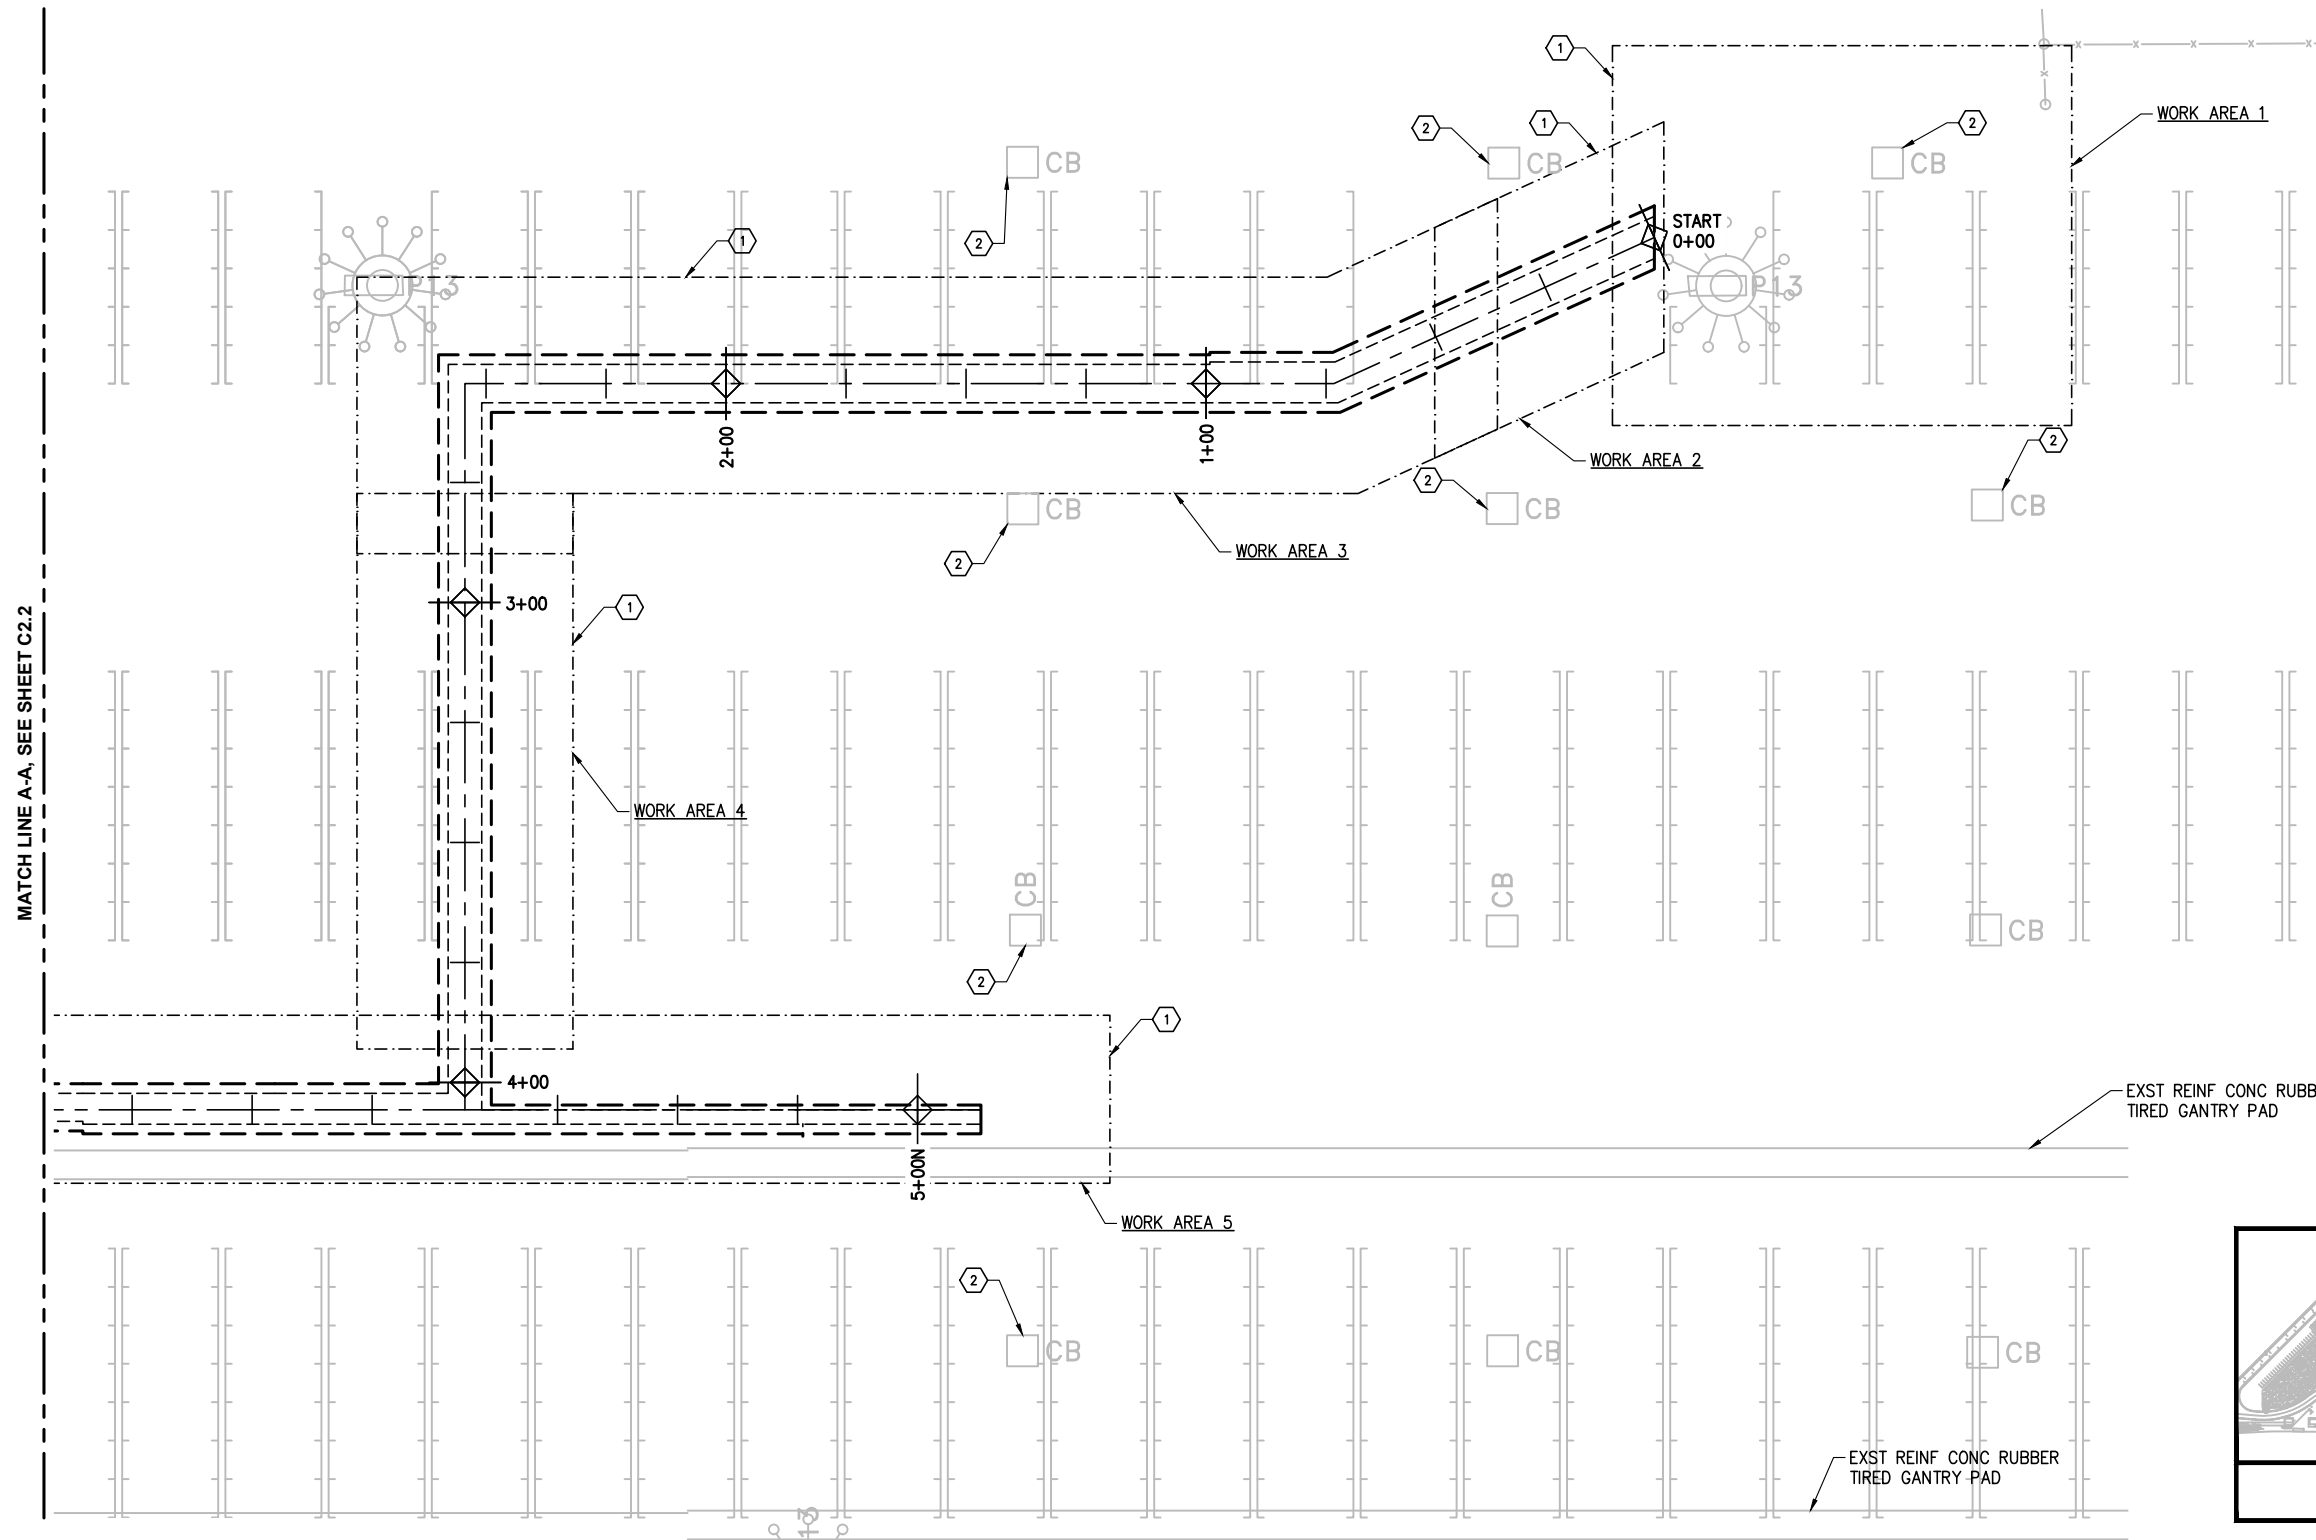 1
WORK AREA 1
2
1
2
2
CB
CB
CB
START
0+00
1
2
P13
P13
2+00
1+00
2
WORK AREA 2
2
CB
CB
CB
WORK AREA 3
2
3+00
1
MATCH LINE A-A, SEE SHEET C2.2
WORK AREA 4
CB
CB
CB
2
1
4+00
EXST REINF CONC RUBB
TIRED GANTRY PAD
5+00N
WORK AREA 5
2
CB
CB
CB
EXST REINF CONC RUBBER
TIRED GANTRY PAD